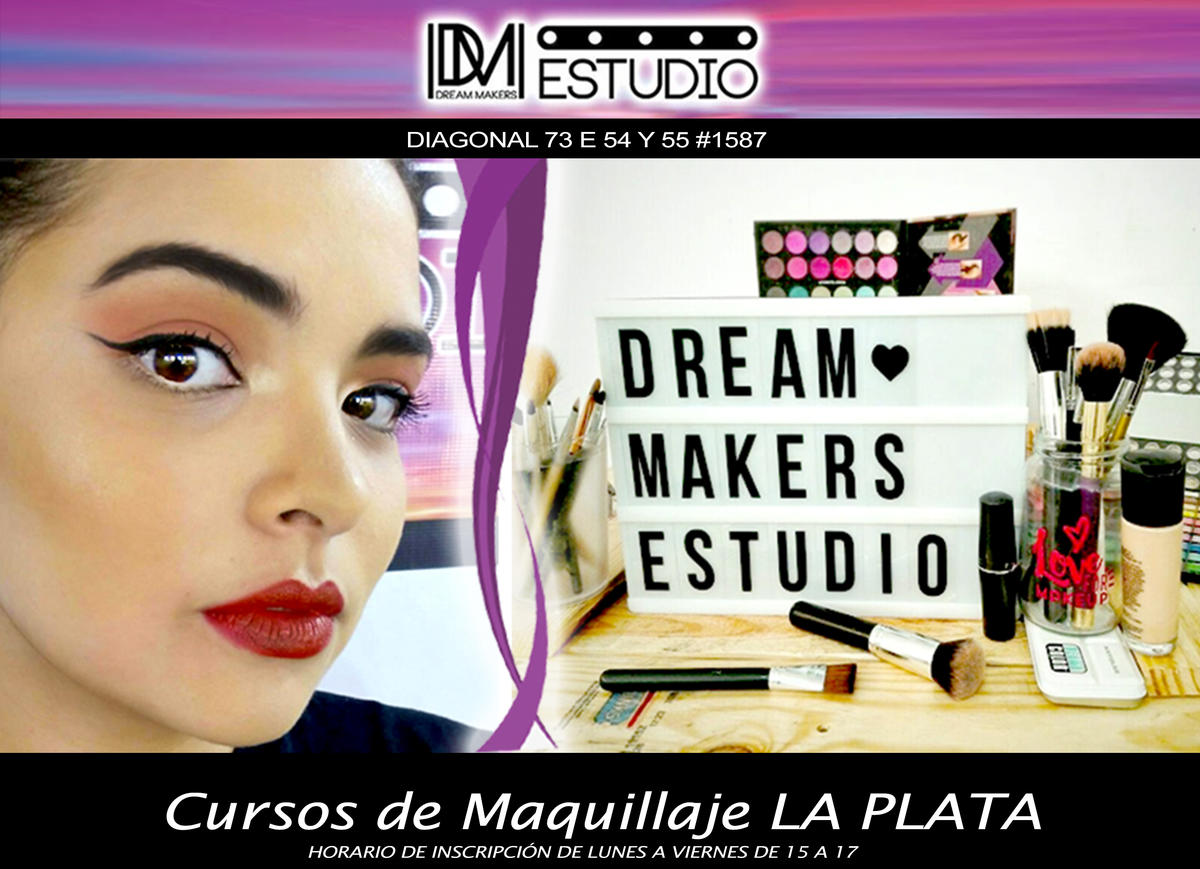 DM
DREAM MAKERS
ESTUDIO
DIAGONAL 73 E 54 Y 55 #1587
DREAM
MAKERS
ESTUDIO
Love
MAKEUP
Cursos de Maquillaje LA PLATA
HORARIO DE INSCRIPCIÓN DE LUNES A VIERNES DE 15 A 17